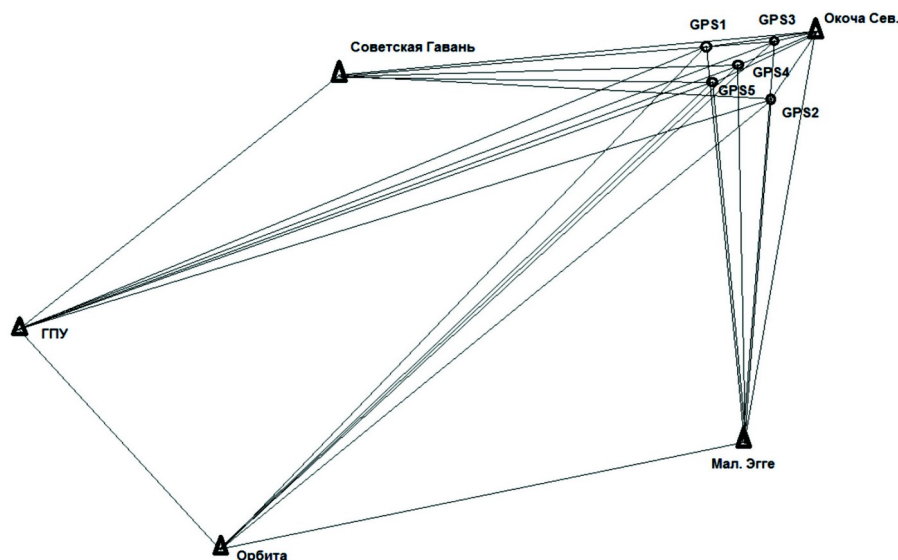 GPS3
Окоча Сев.
GPS1
Советская Гавань
GPS4
GPS5
GPS2
ГПУ
Мал. Эгге
Орбита